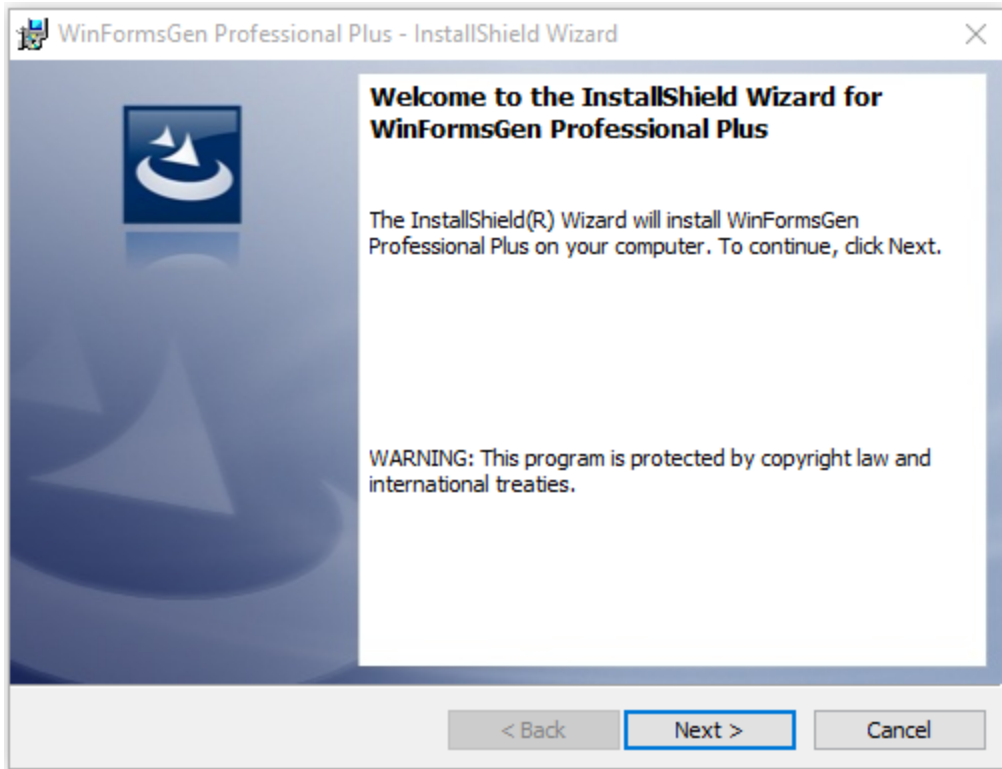 WinFormsGen Professional Plus - InstallShield Wizard
Welcome to the InstallShield Wizard for
WinFormsGen Professional Plus
The InstallShield(R) Wizard will install WinFormsGen
Professional Plus on your computer. To continue, click Next.
WARNING: This program is protected by copyright law and
international treaties.
< Back
Next >
Cancel